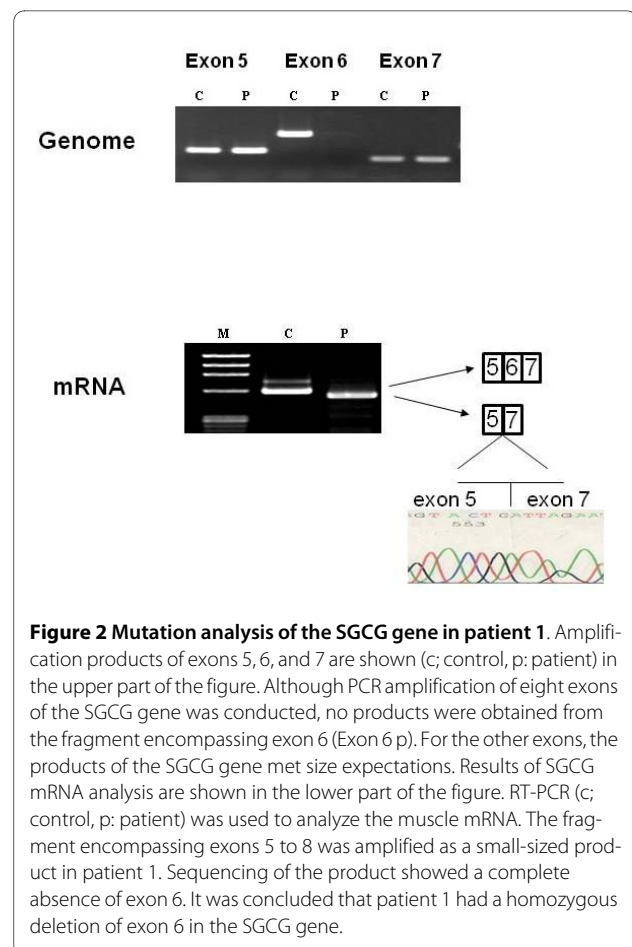 Exon 5 Exon 6 Exon 7
C P C P C P
Genome
M C P
mRNA
5 6 7
5 7
exon 5 exon 7
553
Figure 2 Mutation analysis of the SGCG gene in patient 1. Amplifi-
cation products of exons 5, 6, and 7 are shown (c; control, p: patient) in
the upper part of the figure. Although PCR amplification of eight exons
of the SGCG gene was conducted, no products were obtained from
the fragment encompassing exon 6 (Exon 6 p). For the other exons, the
products of the SGCG gene met size expectations. Results of SGCG
mRNA analysis are shown in the lower part of the figure. RT-PCR (c;
control, p: patient) was used to analyze the muscle mRNA. The frag-
ment encompassing exons 5 to 8 was amplified as a small-sized prod-
uct in patient 1. Sequencing of the product showed a complete
absence of exon 6. It was concluded that patient 1 had a homozygous
deletion of exon 6 in the SGCG gene.